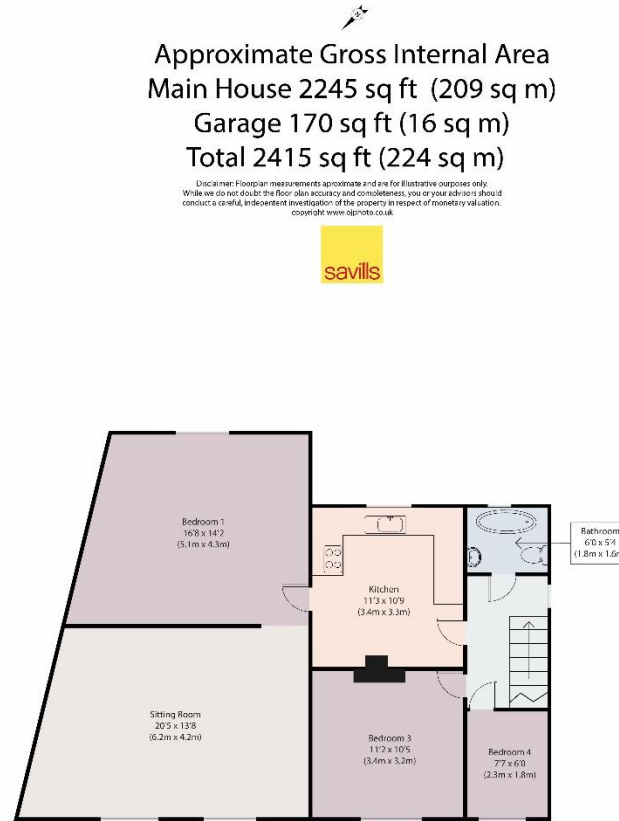 N
Approximate Gross Internal Area
Main House 2245 sq ft (209 sq m)
Garage 170 sq ft (16 sq m)
Total 2415 sq ft (224 sq m)
Disclaimer: Floorplan measurements aproximate and are for illustrative purposes only.
While we do not doubt the floor plan accuracy and completeness, you or your advisors should
conduct a careful, indepentent investigation of the property in respect of monetary valuation.
copyright www.ojphoto.co.uk
savills
Bedroom 1
16'8 x 14'2
(5.1m x 4.3m)
Bathroom
6'0 x 5'4
(1.8m x 1.6m
Kitchen
11'3 x 10'9
(3.4m x 3.3m)
Sitting Room
20'5 x 13'8
(6.2m x 4.2m)
Bedroom 3
11'2 x 10'5
(3.4m x 3.2m)
Bedroom 4
7'7 x 6'0
(2.3m x 1.8m)